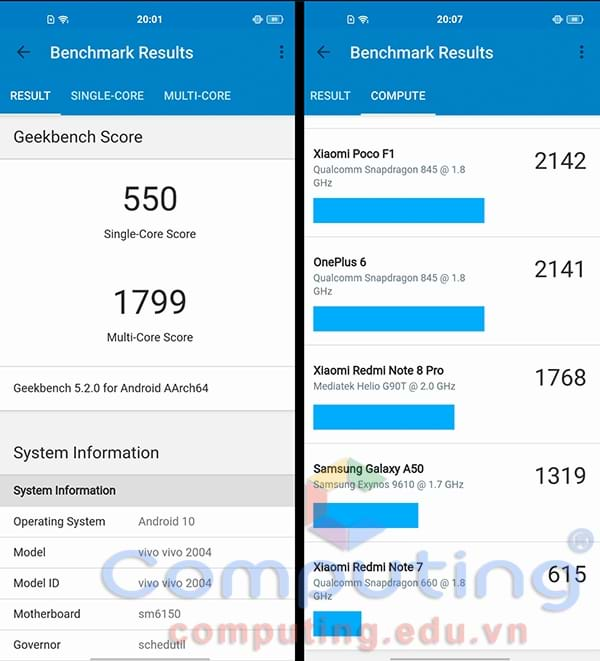 20:01
Benchmark Results
RESULT SINGLE-CORE MULTI-CORE
Geekbench Score
550
Single-Core Score
1799
Multi-Core Score
Geekbench 5.2.0 for Android AArch64
System Information
System Information
Operating System Android 10
Model vivo vivo 2004
Model ID vivo vivo 2004
Motherboard sm6150
Governor schedutil
20:07
Benchmark Results
RESULT COMPUTE
Xiaomi Poco F1 2142
Qualcomm Snapdragon 845 @ 1.8
GHz
OnePlus 6 2141
Qualcomm Snapdragon 845 @ 1.8
GHz
Xiaomi Redmi Note 8 Pro 1768
Mediatek Helio G90T @ 2.0 GHz
Samsung Galaxy A50 1319
Samsung Exynos 9610 @ 1.7 GHz
Xiaomi Redmi Note 7 615
Qualcomm Snapdragon 660 @ 1.8
GHz
Computing
computing.edu.vn